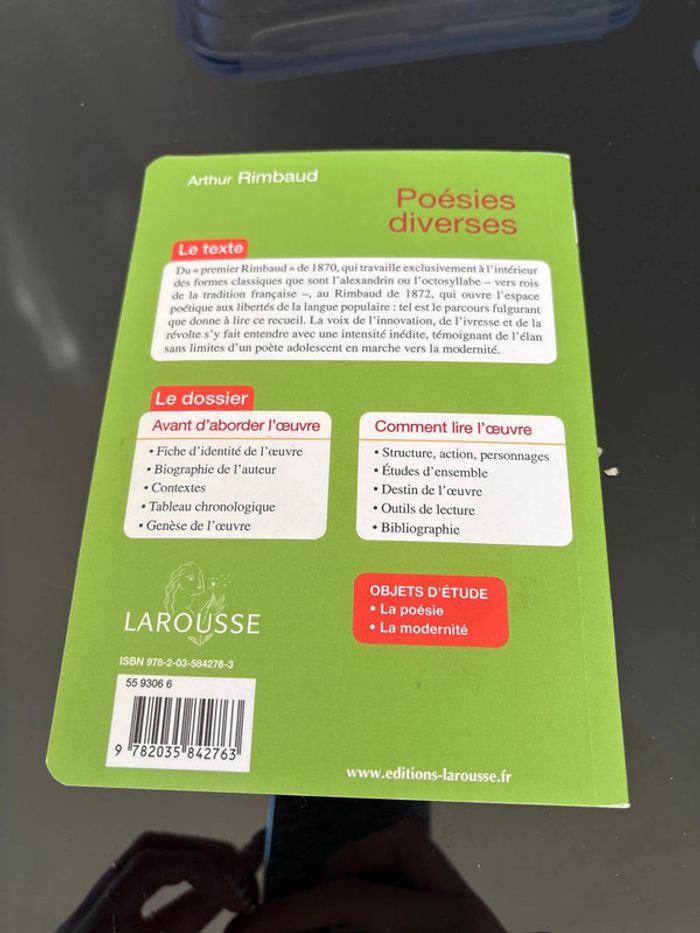 Arthur Rimbaud
Poésies
diverses
Le texte
Du « premier Rimbaud » de 1870, qui travaille exclusivement à l'intérieur
des formes classiques que sont l'alexandrin ou l'octosyllabe – vers rois
de la tradition française –, au Rimbaud de 1872, qui ouvre l'espace
poétique aux libertés de la langue populaire : tel est le parcours fulgurant
que donne à lire ce recueil. La voix de l'innovation, de l'ivresse et de la
révolte s'y fait entendre avec une intensité inédite, témoignant de l'élan
sans limites d'un poète adolescent en marche vers la modernité.
Le dossier
Avant d'aborder l'œuvre
• Fiche d'identité de l'œuvre
• Biographie de l'auteur
• Contextes
• Tableau chronologique
• Genèse de l'œuvre
Comment lire l'œuvre
• Structure, action, personnages
• Études d'ensemble
• Destin de l'œuvre
• Outils de lecture
• Bibliographie
OBJETS D'ÉTUDE
• La poésie
• La modernité
LAROUSSE
ISBN 978-2-03-584276-3
55 9306 6
9 782035 842763
www.editions-larousse.fr